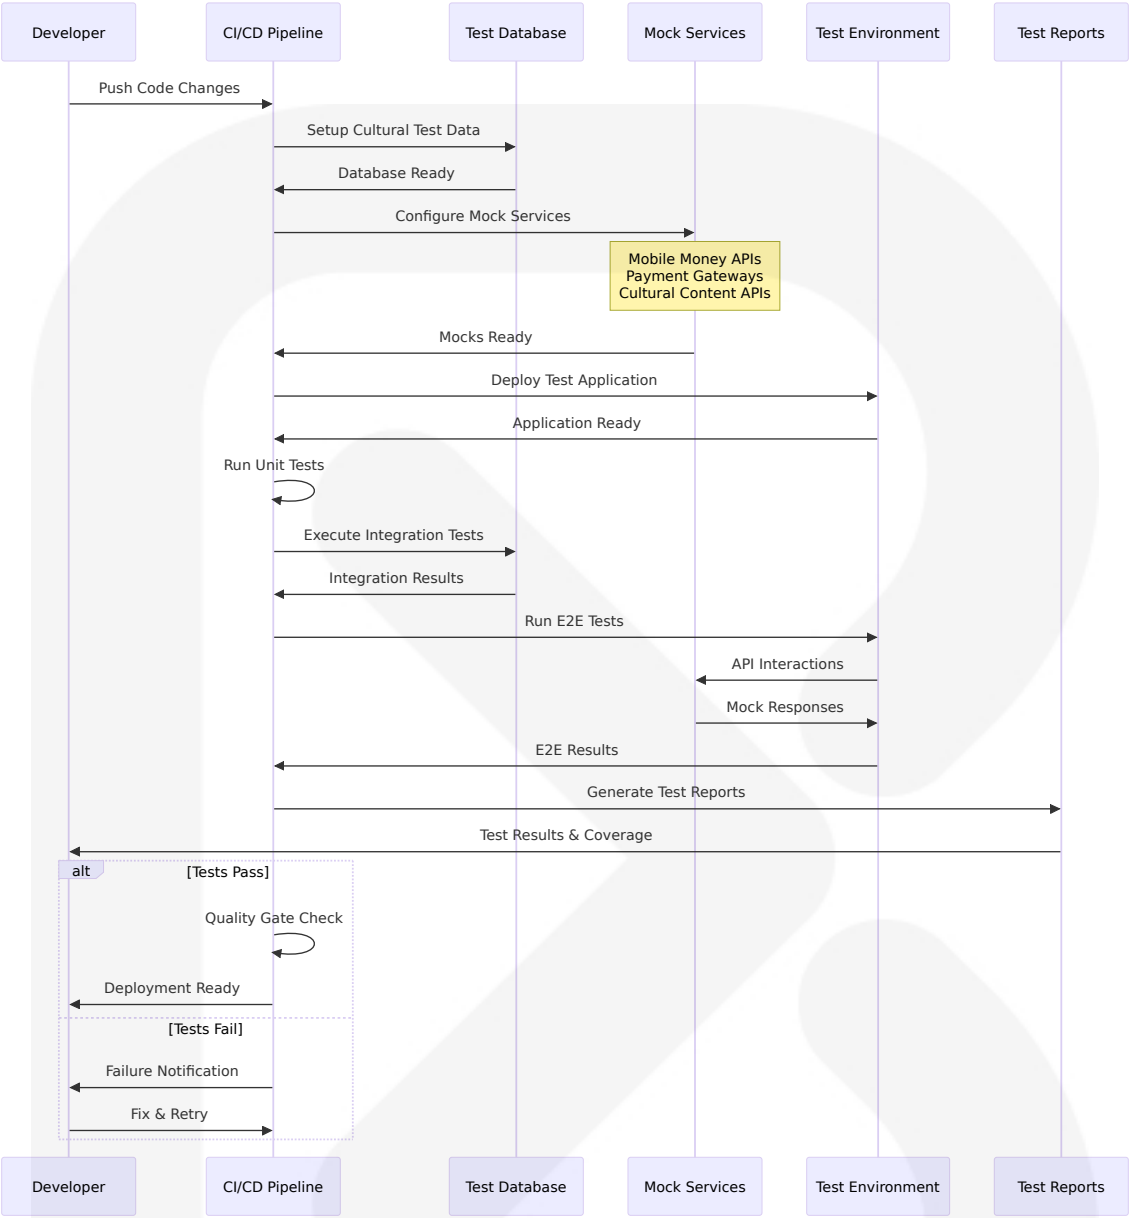 Developer
CI/CD Pipeline
Test Database
Mock Services
Test Environment
Test Reports
Push Code Changes
Setup Cultural Test Data
Database Ready
Configure Mock Services
Mobile Money APIs
Payment Gateways
Cultural Content APIs
Mocks Ready
Deploy Test Application
Application Ready
Run Unit Tests
Execute Integration Tests
Integration Results
Run E2E Tests
API Interactions
Mock Responses
E2E Results
Generate Test Reports
Test Results & Coverage
alt
[Tests Pass]
Quality Gate Check
Deployment Ready
[Tests Fail]
Failure Notification
Fix & Retry
Developer
CI/CD Pipeline
Test Database
Mock Services
Test Environment
Test Reports